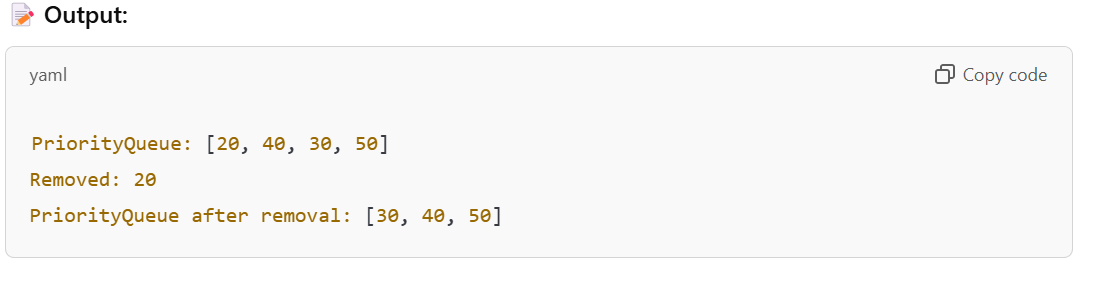 📝 Output:
yaml
Copy code
PriorityQueue: [20, 40, 30, 50]
Removed: 20
PriorityQueue after removal: [30, 40, 50]